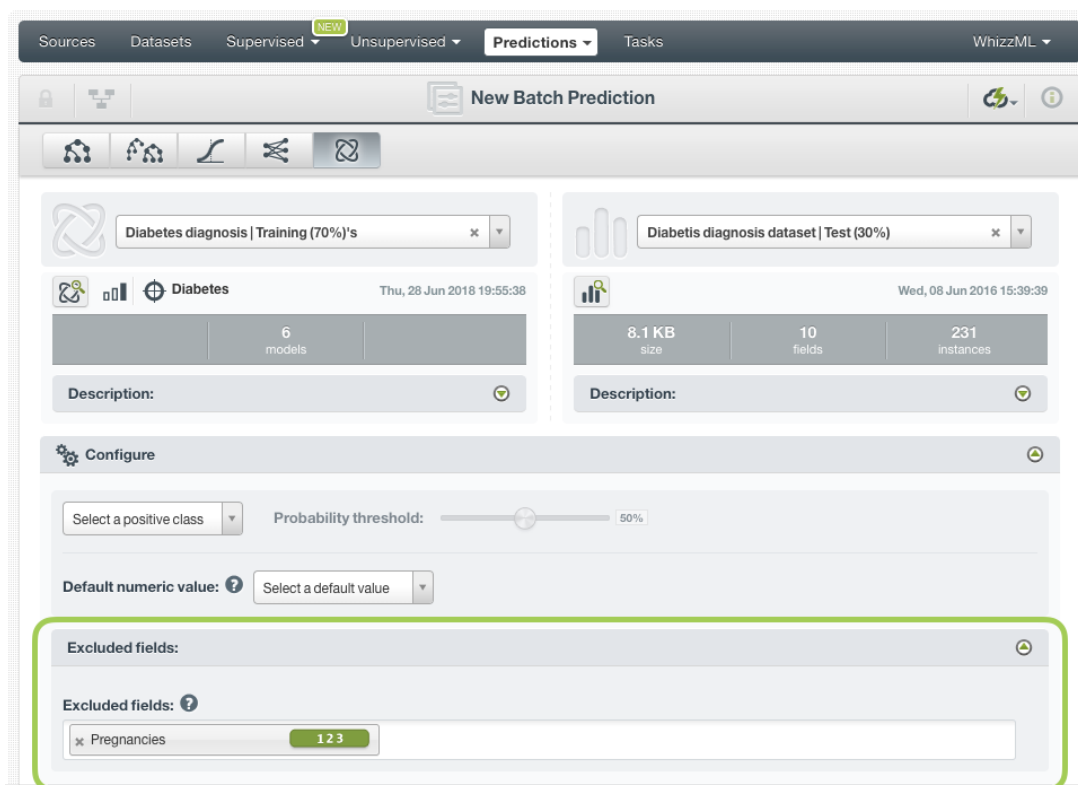 NEW
Sources Datasets Supervised Unsupervised Predictions Tasks WhizzML
New Batch Prediction
Diabetes diagnosis | Training (70%)'s
Diabetis diagnosis dataset | Test (30%)
Diabetes Thu, 28 Jun 2018 19:55:38
Wed, 08 Jun 2016 15:39:39
6
models
8.1 KB 10 231
size fields instances
Description:
Description:
Configure
Select a positive class Probability threshold: 50%
Default numeric value: ? Select a default value
Excluded fields:
Excluded fields: ?
× Pregnancies 123